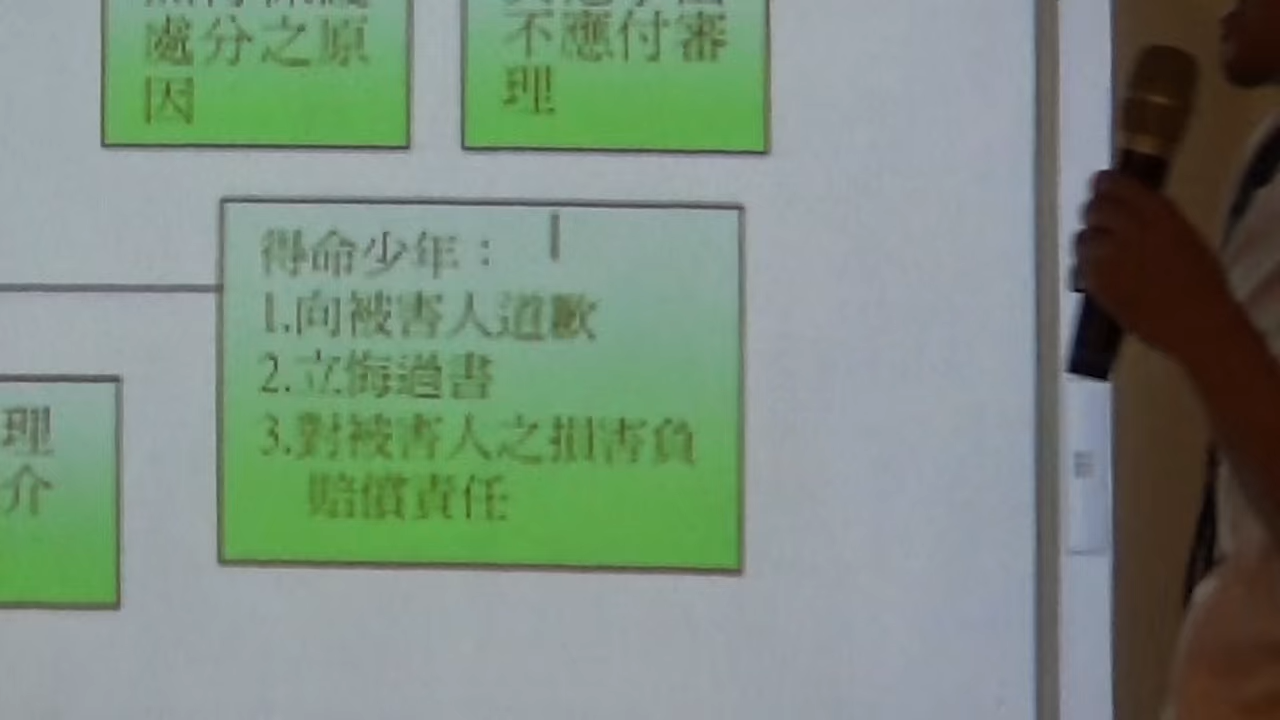 處分之原
因
不應付審
理
得命少年：
1.向被害人道歉
2.立悔過書
3.對被害人之損害負
賠償責任
理
介